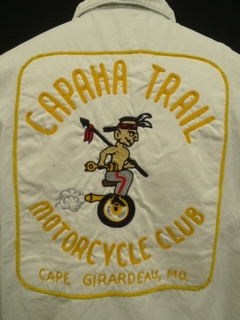 CAPAHA TRAIL
MOTORCYCLE CLUB
CAPE GIRARDEAU, MO.